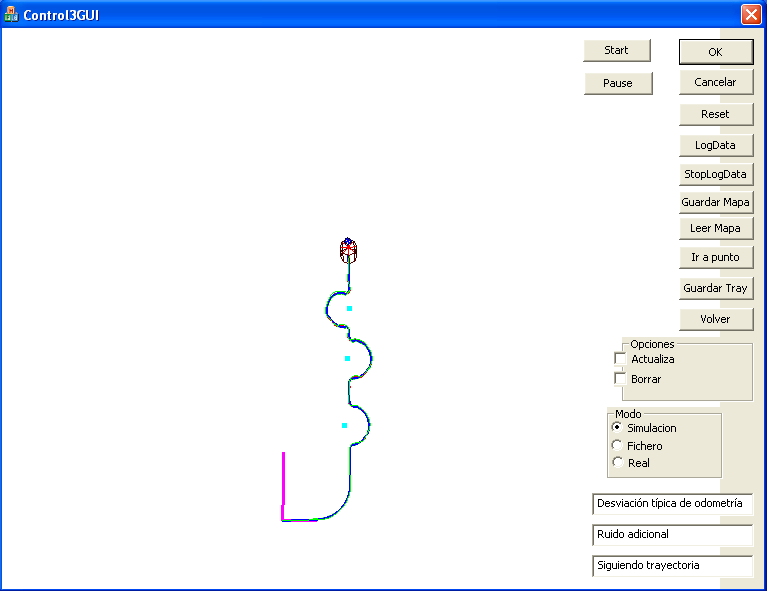 Control3GUI
Start
OK
Pause
Cancelar
Reset
LogData
StopLogData
Guardar Mapa
Leer Mapa
Ir a punto
Guardar Tray
Volver
Opciones
Actualiza
Borrar
Modo
Simulacion
Fichero
Real
Desviación típica de odometría
Ruido adicional
Siguiendo trayectoria